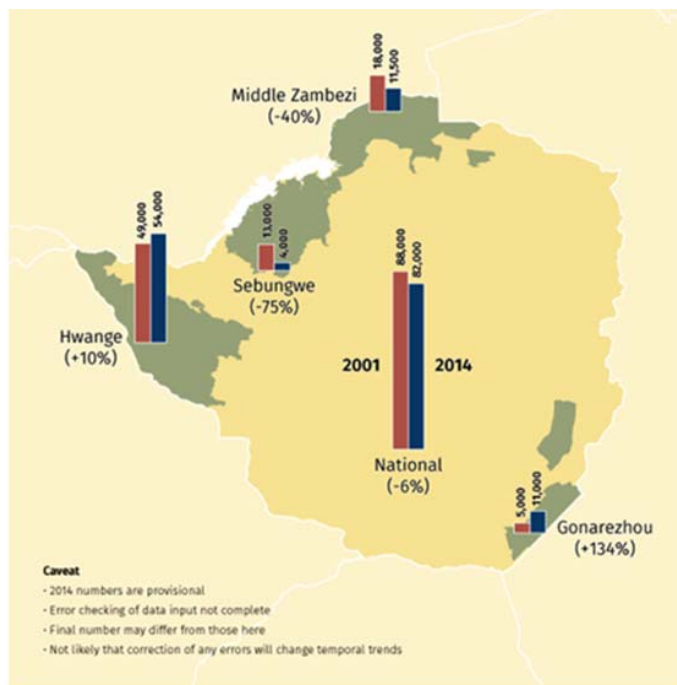 18,000
11,500
Middle Zambezi
(-40%)
49,000
54,000
13,000
4,000
Sebungwe
(-75%)
Hwange
(+10%)
88,000
82,000
2001
2014
National
(-6%)
5,000
11,000
Gonarezhou
(+134%)
Caveat
• 2014 numbers are provisional
• Error checking of data input not complete
• Final number may differ from those here
• Not likely that correction of any errors will change temporal trends